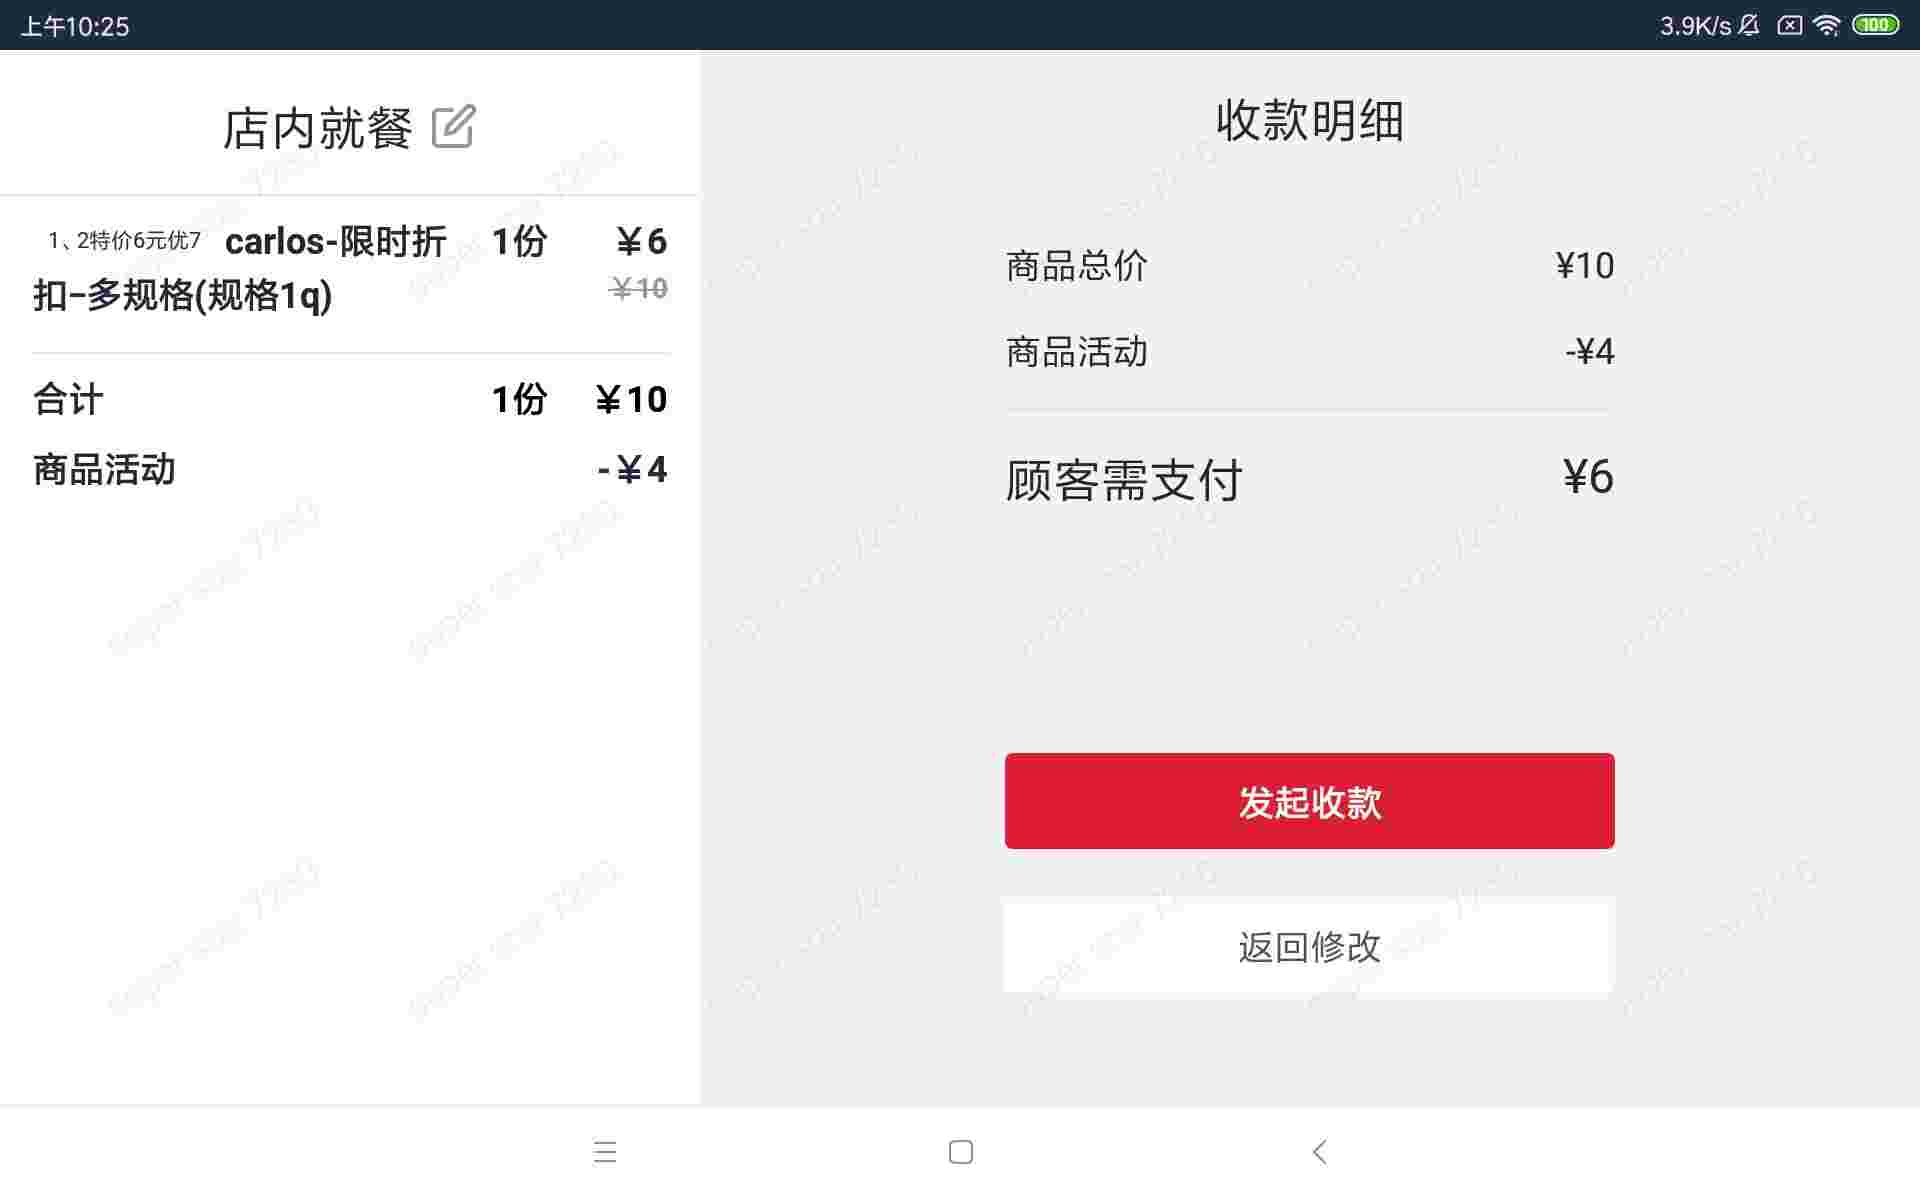 上午10:25
3.9K/s
100
店内就餐
1、2特价6元优7 carlos-限时折 1份 ￥6
扣-多规格(规格1q) ￥10
合计 1份 ￥10
商品活动 -￥4
收款明细
商品总价 ¥10
商品活动 -¥4
顾客需支付 ¥6
发起收款
返回修改